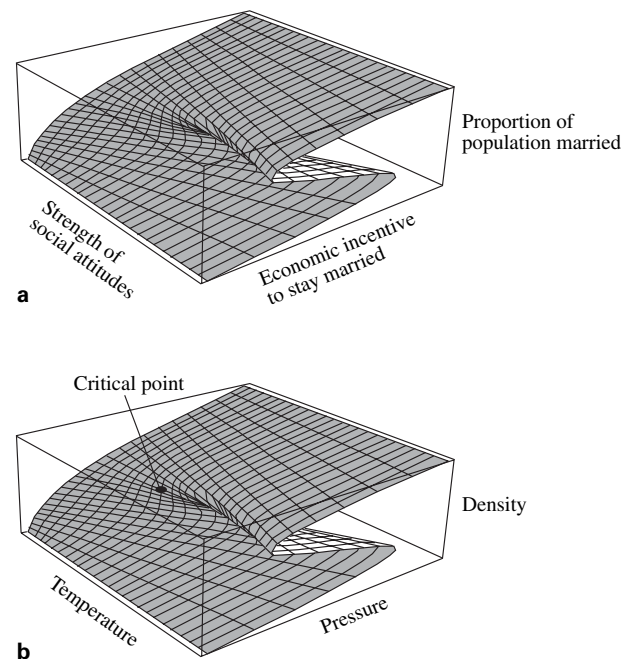 Proportion of
population married
Strength of
social attitudes
Economic incentive
to stay married
a
Critical point
Density
Temperature
Pressure
b